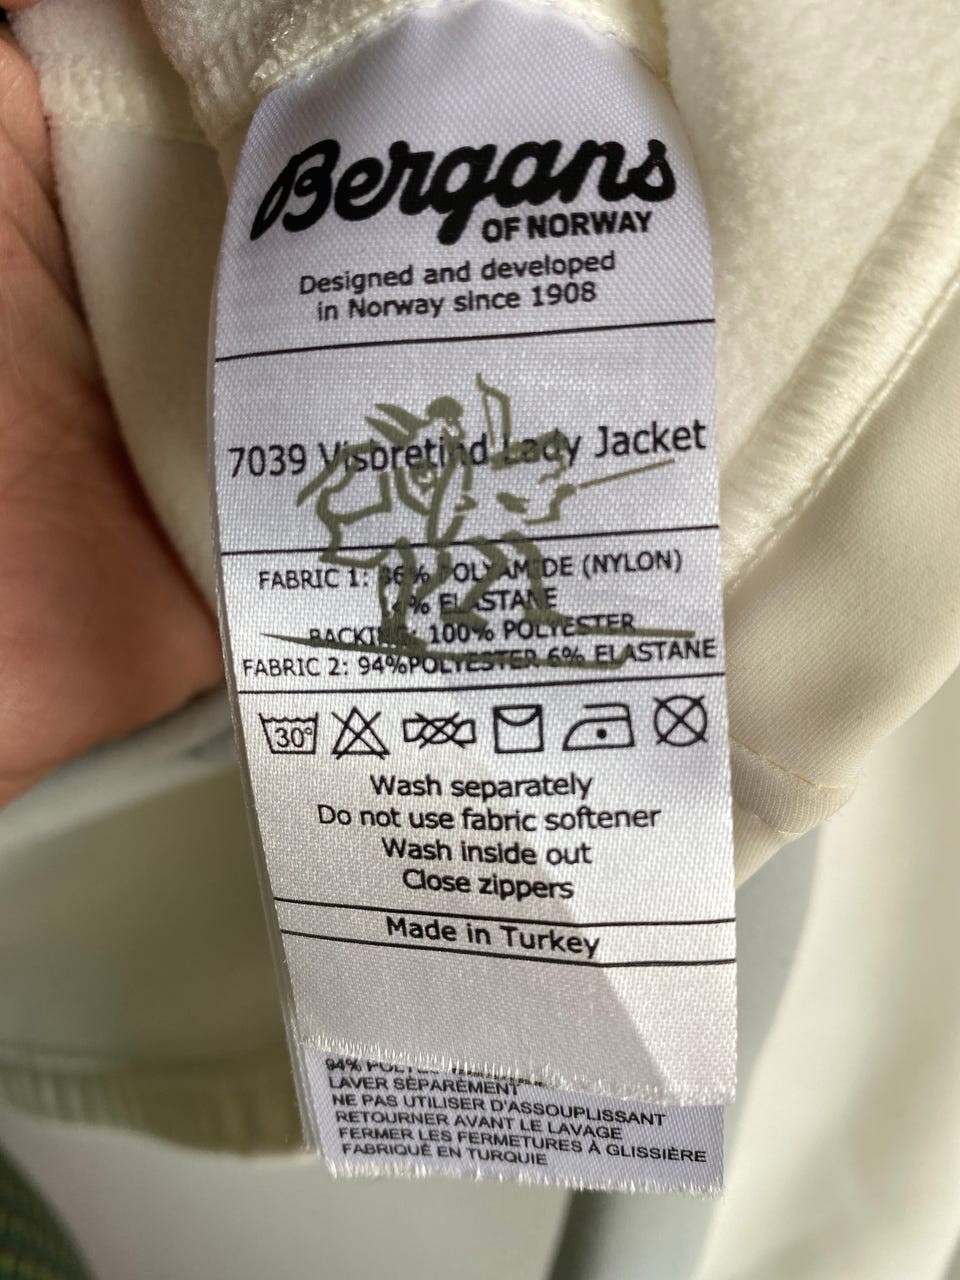 Bergans
OF NORWAY
Designed and developed
in Norway since 1908
7039 Visbretind Lady Jacket
FABRIC 1: 86% POLYAMIDE (NYLON)
14% ELASTANE
BACKING: 100% POLYESTER
FABRIC 2: 94%POLYESTER 6% ELASTANE
30°
Wash separately
Do not use fabric softener
Wash inside out
Close zippers
Made in Turkey
94%
LAVER SÉPARÉMENT
NE PAS UTILISER D'ASSOUPLISSANT
RETOURNER AVANT LE LAVAGE
FERMER LES FERMETURES À GLISSIÈRE
FABRIQUÉ EN TURQUIE